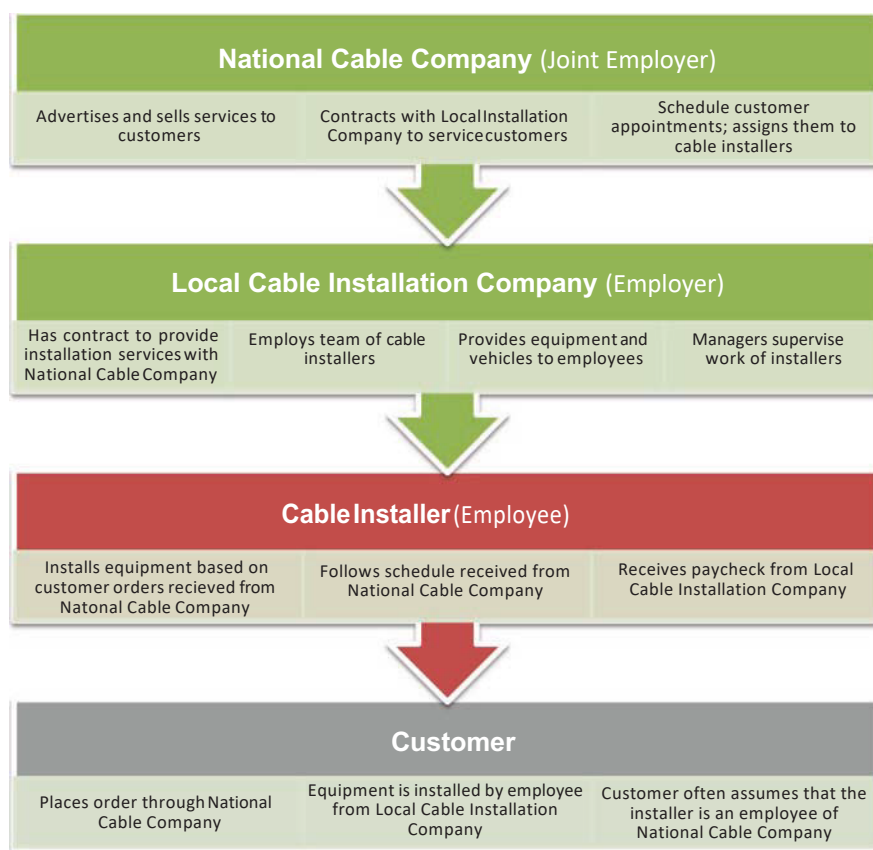 National Cable Company (Joint Employer)
Advertises and sells services to
customers
Contracts with Local Installation
Company to service customers
Schedule customer
appointments; assigns them to
cable installers
Local Cable Installation Company (Employer)
Has contract to provide
installation services with
National Cable Company
Employs team of cable
installers
Provides equipment and
vehicles to employees
Managers supervise
work of installers
Cable Installer (Employee)
Installs equipment based on
customer orders recieved from
Natonal Cable Company
Follows schedule received from
National Cable Company
Receives paycheck from Local
Cable Installation Company
Customer
Places order through National
Cable Company
Equipment is installed by employee
from Local Cable Installation
Company
Customer often assumes that the
installer is an employee of
National Cable Company